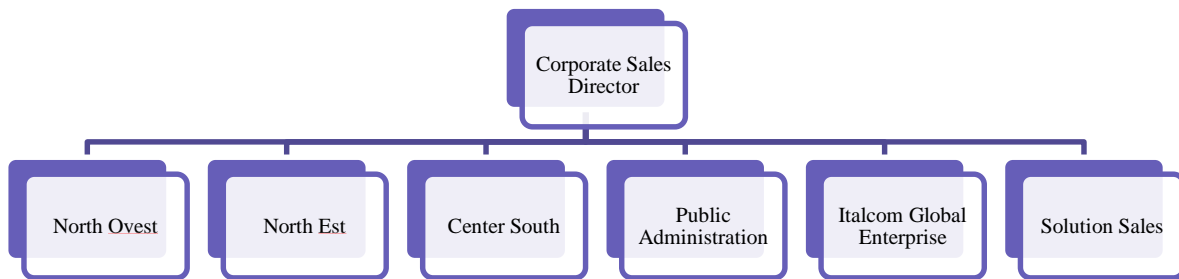 Corporate Sales
Director
North Ovest
North Est
Center South
Public
Administration
Italcom Global
Enterprise
Solution Sales